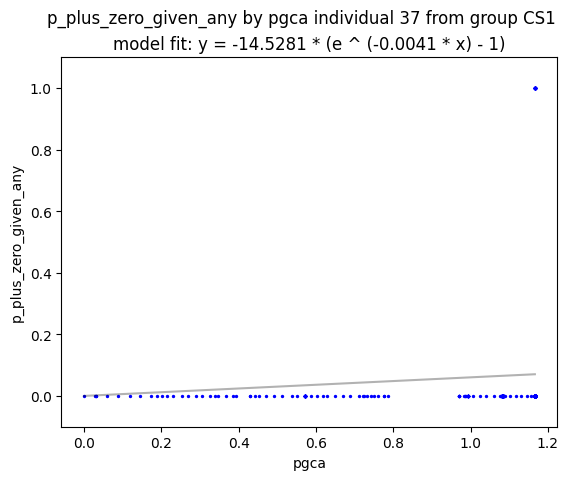 p_plus_zero_given_any by pgca individual 37 from group CS1
model fit: y = -14.5281 * (e ^ (-0.0041 * x) - 1)
1.0
0.8
0.6
0.4
0.2
0.0
p_plus_zero_given_any
0.0 0.2 0.4 0.6 0.8 1.0 1.2
pgca